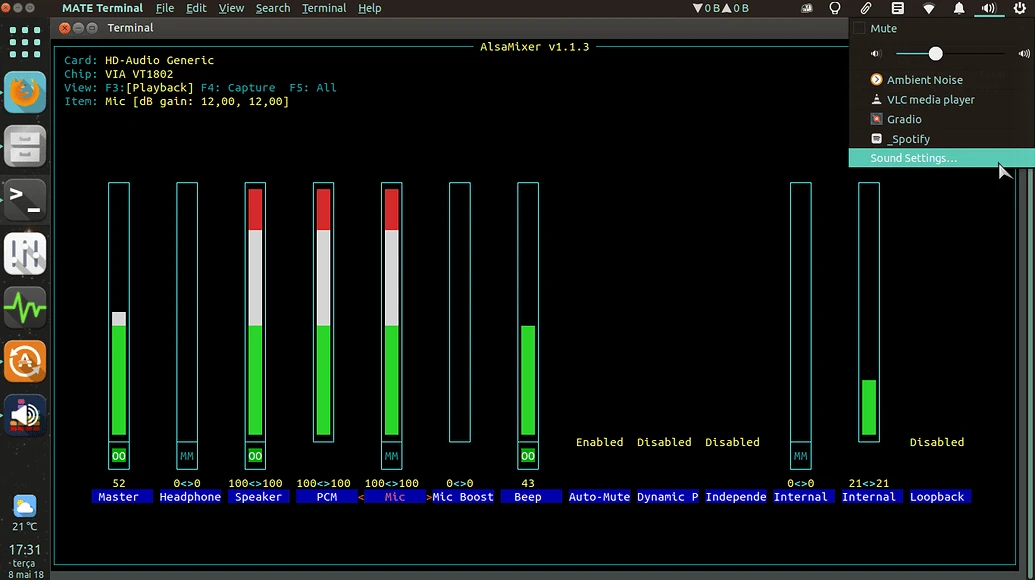 MATE Terminal File Edit View Search Terminal Help 0 B 0 B
Mute
Terminal
AlsaMixer v1.1.3
Card: HD-Audio Generic
Chip: VIA VT1802
View: F3:[Playback] F4: Capture F5: All
Item: Mic [dB gain: 12,00, 12,00]
Ambient Noise
VLC media player
Gradio
_Spotify
Sound Settings...
Enabled Disabled Disabled Disabled
OO MM OO MM OO MM
52 0<>0 100<>100 100<>100 100<>100 0<>0 43 0<>0 21<>21
Master Headphone Speaker PCM < Mic >Mic Boost Beep Auto-Mute Dynamic P Independe Internal Internal Loopback
21 °C
17:31
terça
8 mai 18